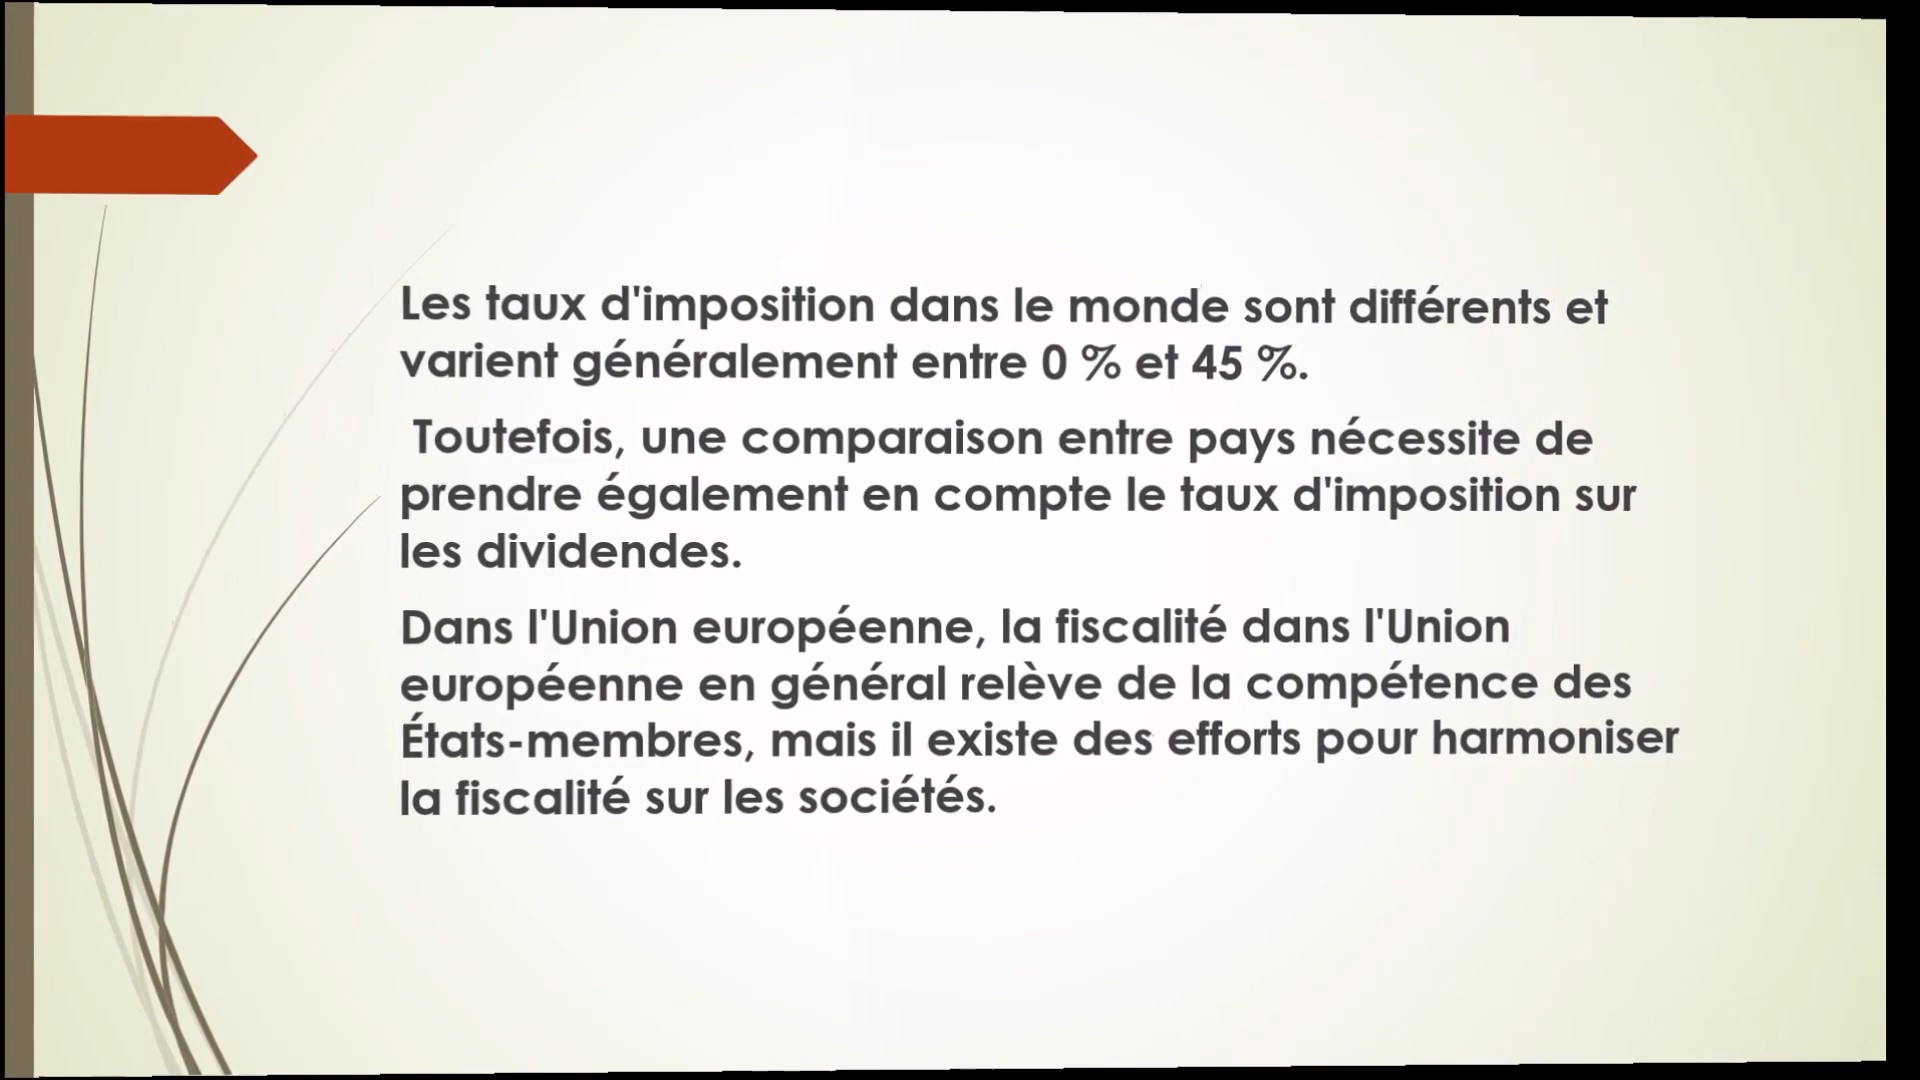 Les taux d'imposition dans le monde sont différents et
varient généralement entre 0 % et 45 %.
Toutefois, une comparaison entre pays nécessite de
prendre également en compte le taux d'imposition sur
les dividendes.
Dans l'Union européenne, la fiscalité dans l'Union
européenne en général relève de la compétence des
États-membres, mais il existe des efforts pour harmoniser
la fiscalité sur les sociétés.